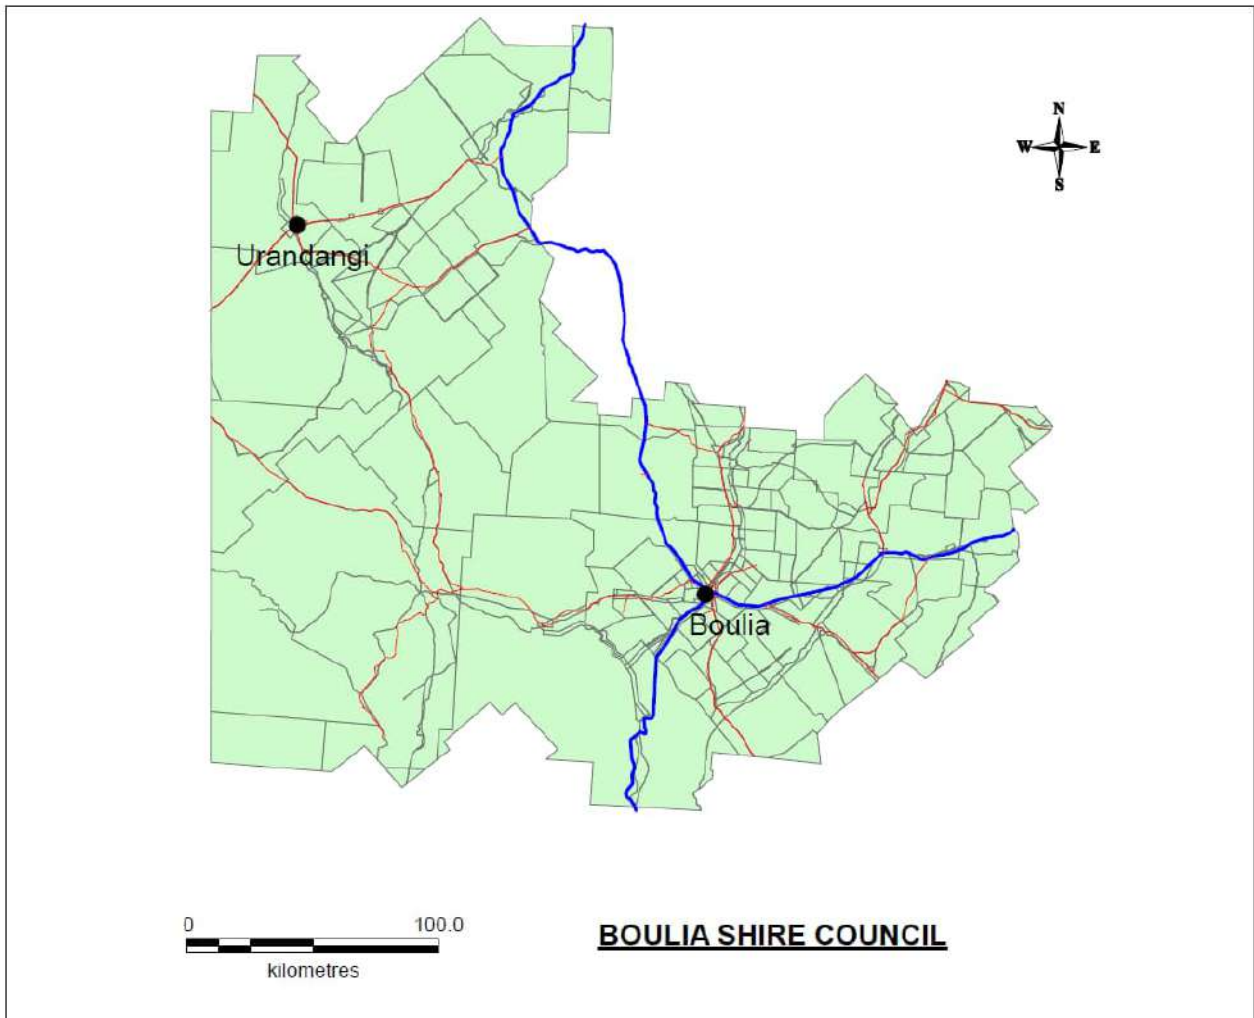 N
W E
S
Urandangi
Boulia
0 100.0
kilometres
BOULIA SHIRE COUNCIL